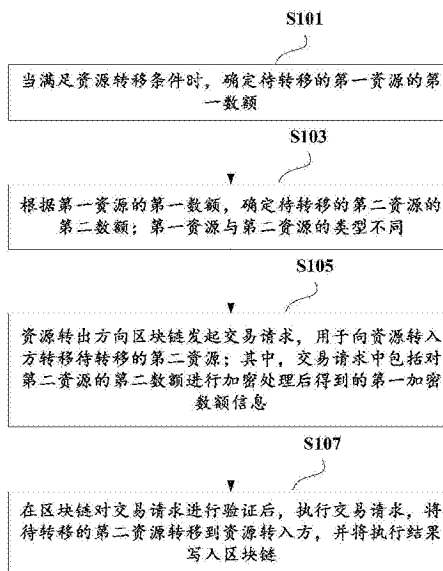 S101
当满足资源转移条件时，确定待转移的第一资源的第
一数额
S103
根据第一资源的第一数额，确定待转移的第二资源的
第二数额；第一资源与第二资源的类型不同
S105
资源转出方向区块链发起交易请求，用于向资源转入
方转移待转移的第二资源；其中，交易请求中包括对
第二资源的第二数额进行加密处理后得到的第一加密
数额信息
S107
在区块链对交易请求进行验证后，执行交易请求，将
待转移的第二资源转移到资源转入方，并将执行结果
写入区块链